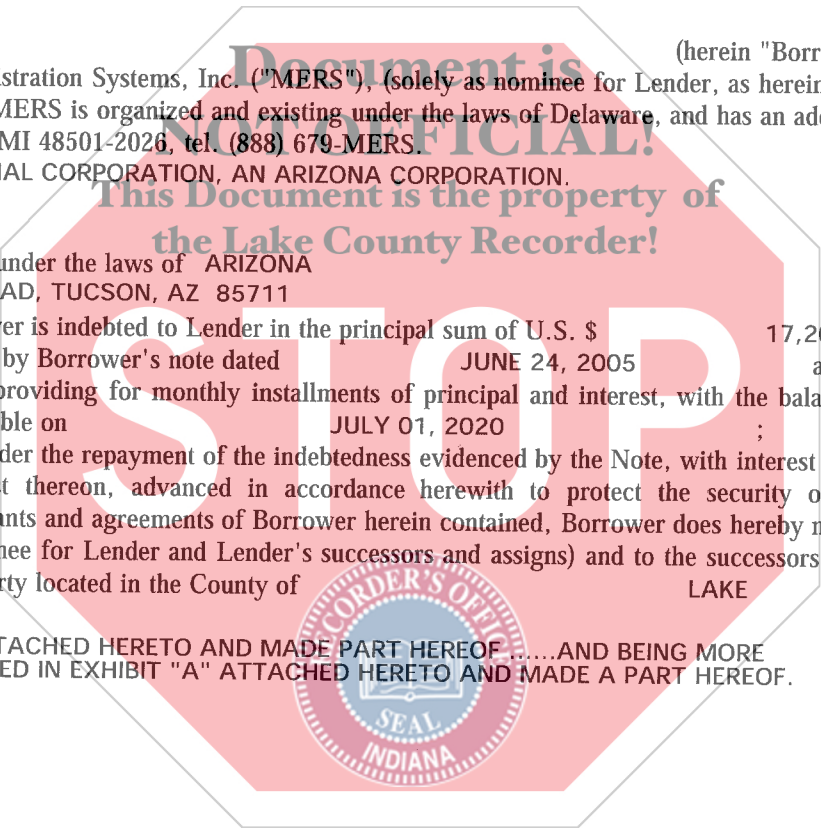 Document is
(herein "Borr
stration Systems, Inc. ("MERS"), (solely as nominee for Lender, as herein
MERS is organized and existing under the laws of Delaware, and has an add
NOT OFFICIAL!
MI 48501-2026, tel. (888) 679-MERS.
IAL CORPORATION, AN ARIZONA CORPORATION.
This Document is the property of
the Lake County Recorder!
under the laws of ARIZONA
AD, TUCSON, AZ 85711
er is indebted to Lender in the principal sum of U.S. $ 17,20
by Borrower's note dated JUNE 24, 2005 a
providing for monthly installments of principal and interest, with the bala
ble on JULY 01, 2020 ;
STOP
der the repayment of the indebtedness evidenced by the Note, with interest
t thereon, advanced in accordance herewith to protect the security o
ants and agreements of Borrower herein contained, Borrower does hereby m
nee for Lender and Lender's successors and assigns) and to the successors
rty located in the County of LAKE
RECORDER'S OFFICE
TACHED HERETO AND MADE PART HEREOF ......AND BEING MORE
ED IN EXHIBIT "A" ATTACHED HERETO AND MADE A PART HEREOF.
SEAL
INDIANA